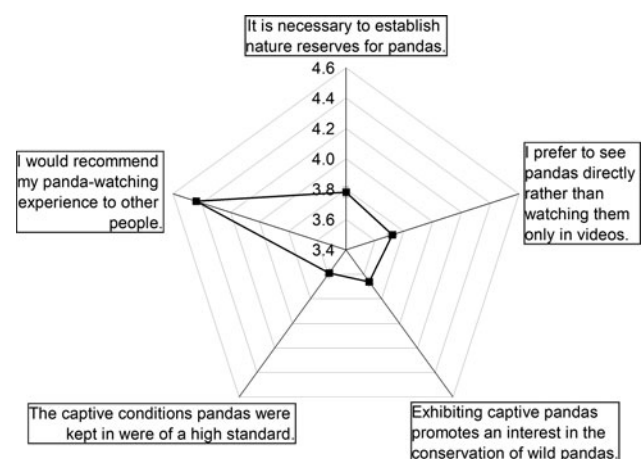 It is necessary to establish
nature reserves for pandas.
4.6
4.4
4.2
4.0
3.8
3.6
3.4
I would recommend
my panda-watching
experience to other
people.
I prefer to see
pandas directly
rather than
watching them
only in videos.
The captive conditions pandas were
kept in were of a high standard.
Exhibiting captive pandas
promotes an interest in the
conservation of wild pandas.